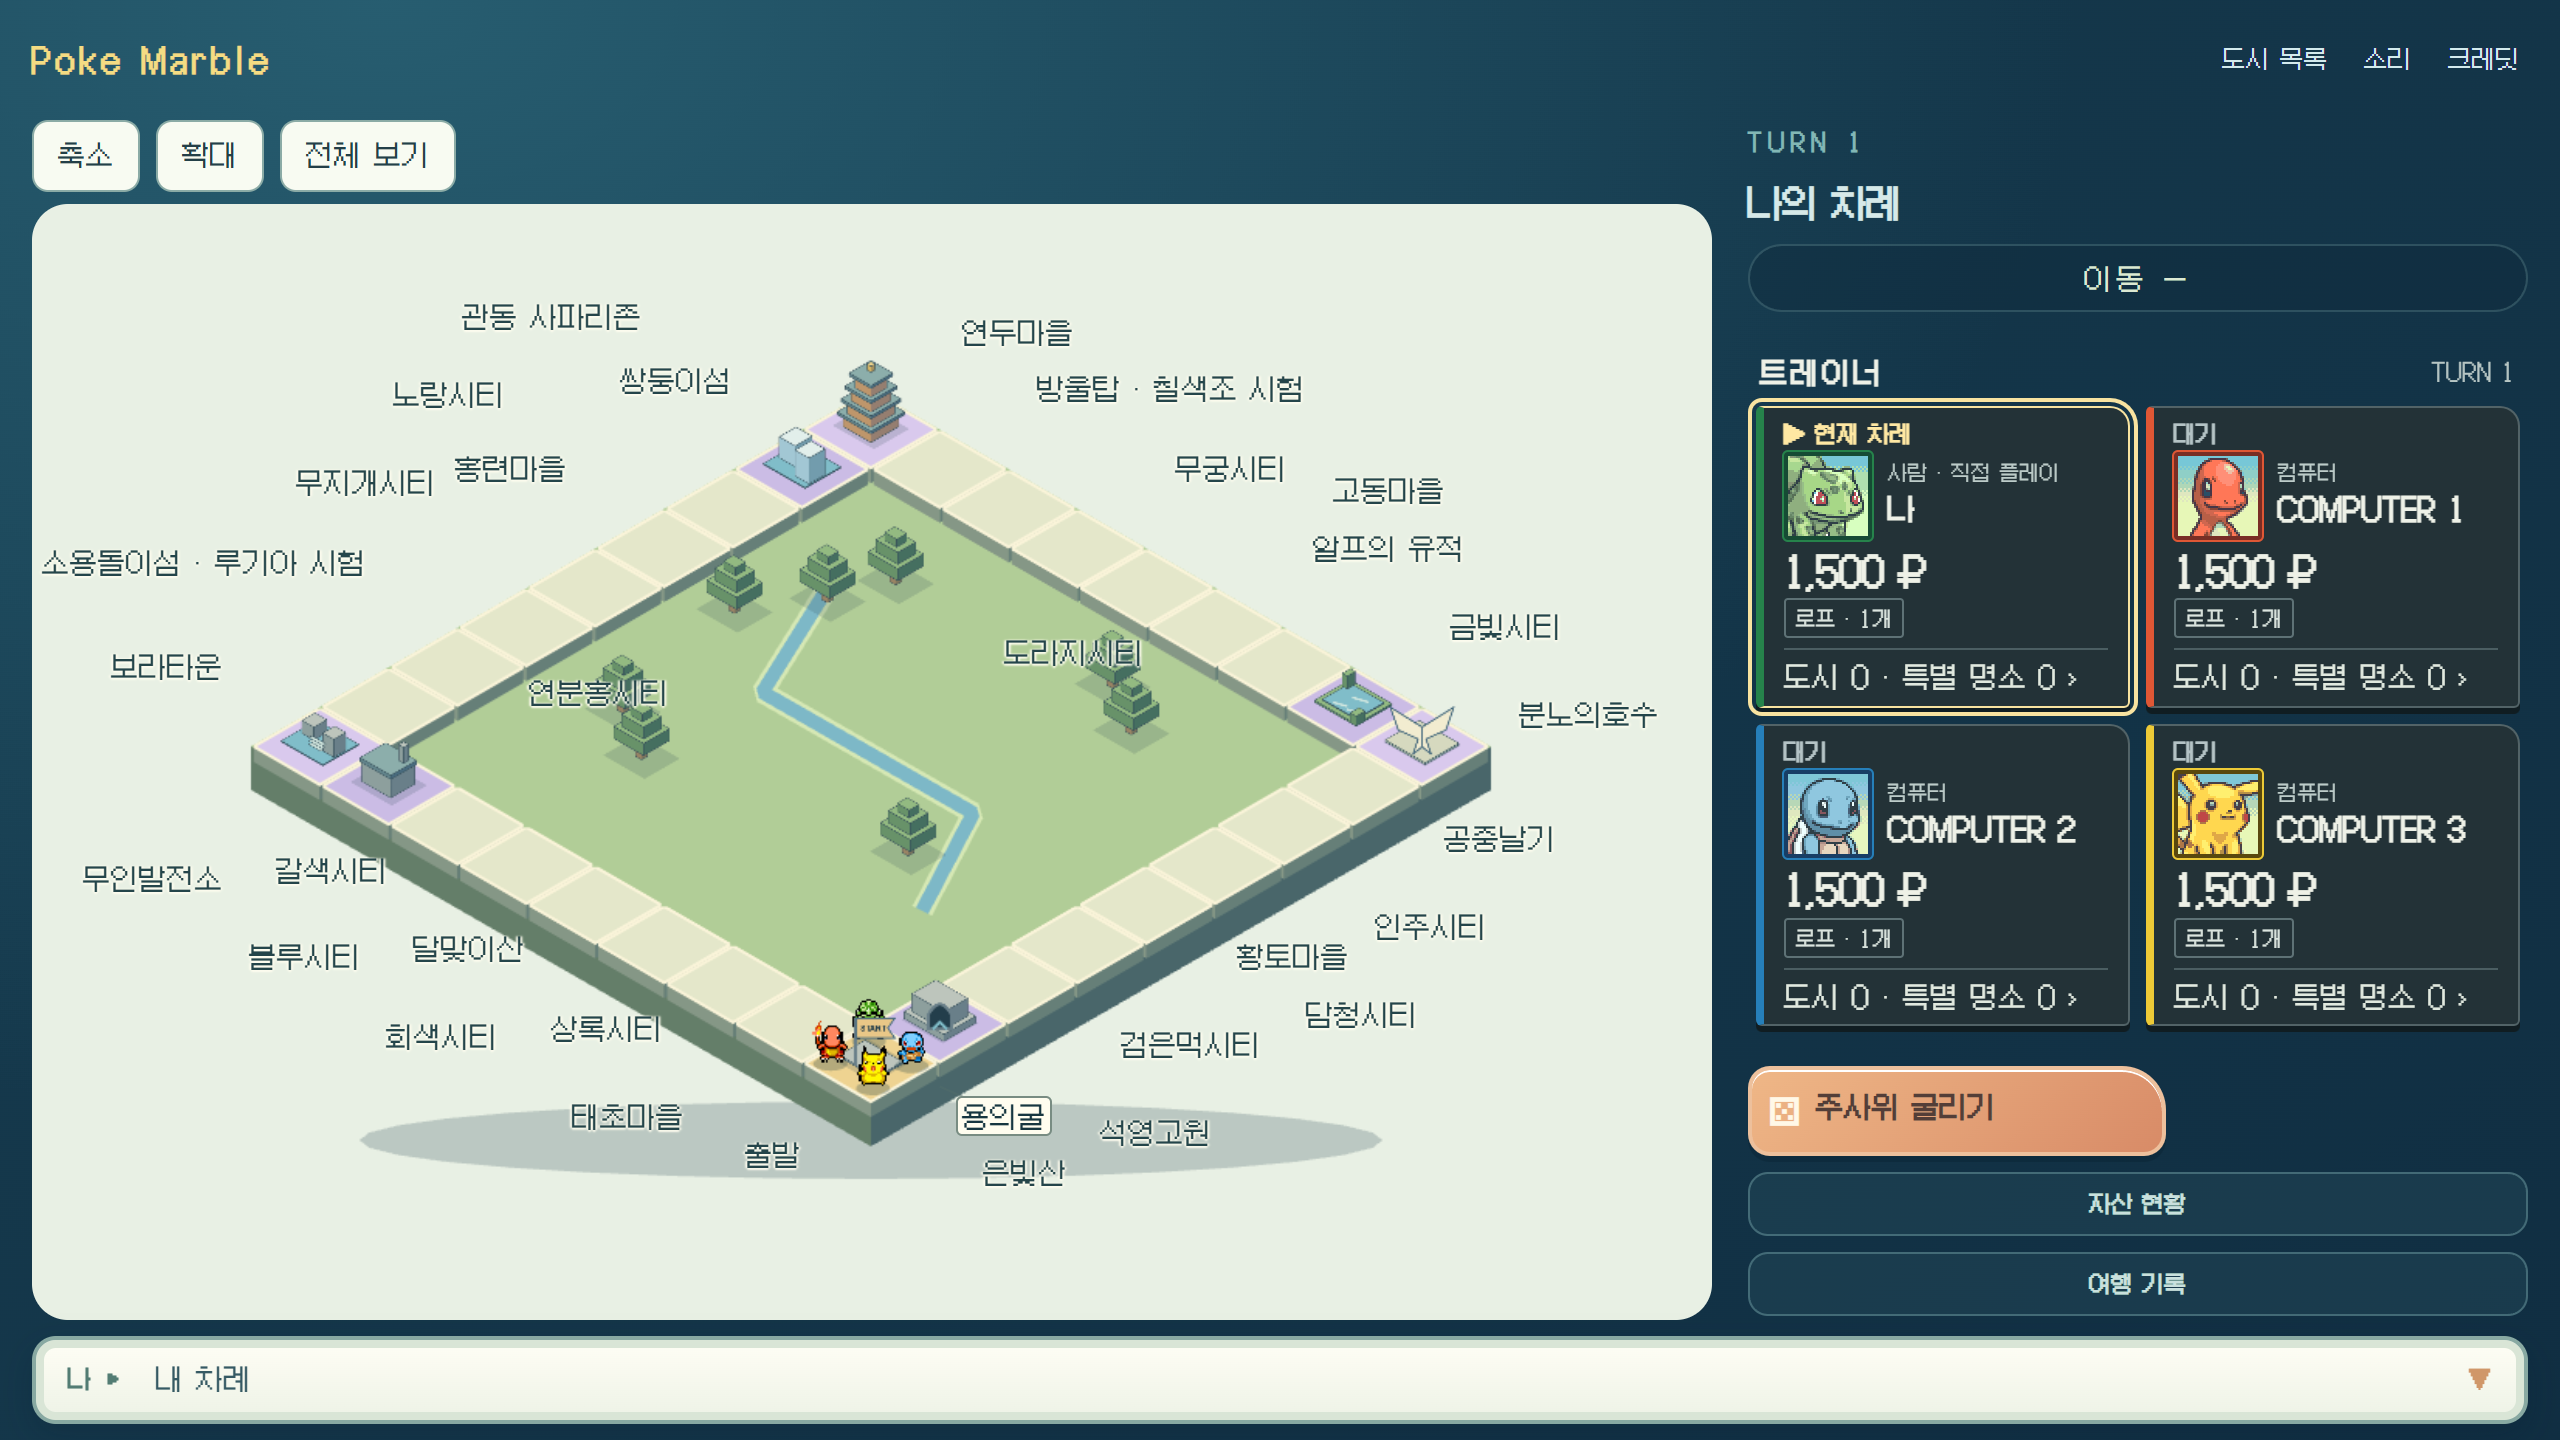 Poke Marble
도시 목록 소리 크레딧
축소 확대 전체 보기
관동 사파리존
연두마을
노랑시티
쌍둥이섬
방울탑 · 칠색조 시험
무지개시티
홍련마을
무궁시티
고동마을
소용돌이섬 · 루기아 시험
알프의 유적
금빛시티
보라타운
연분홍시티
도라지시티
분노의호수
무인발전소
갈색시티
공중날기
블루시티
달맞이산
황토마을
인주시티
회색시티
상록시티
START
검은먹시티
담청시티
태초마을
출발
용의굴
석영고원
은빛산
TURN 1
나의 차례
이동 —
트레이너 TURN 1
▶ 현재 차례
사람 · 직접 플레이
나
1,500 ₽
로프 · 1개
도시 0 · 특별 명소 0 ›
대기
컴퓨터
COMPUTER 1
1,500 ₽
로프 · 1개
도시 0 · 특별 명소 0 ›
대기
컴퓨터
COMPUTER 2
1,500 ₽
로프 · 1개
도시 0 · 특별 명소 0 ›
대기
컴퓨터
COMPUTER 3
1,500 ₽
로프 · 1개
도시 0 · 특별 명소 0 ›
주사위 굴리기
자산 현황
여행 기록
나 ▸ 내 차례 ▼